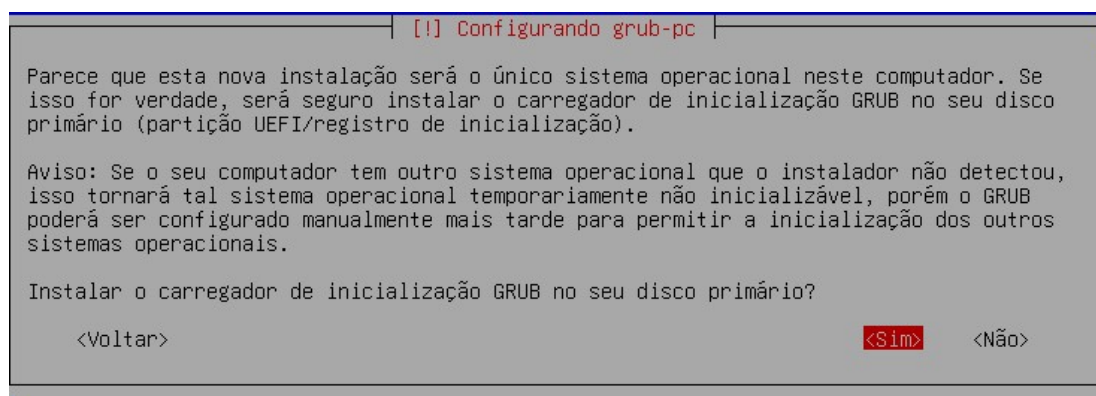 [!] Configurando grub-pc
Parece que esta nova instalação será o único sistema operacional neste computador. Se
isso for verdade, será seguro instalar o carregador de inicialização GRUB no seu disco
primário (partição UEFI/registro de inicialização).
Aviso: Se o seu computador tem outro sistema operacional que o instalador não detectou,
isso tornará tal sistema operacional temporariamente não inicializável, porém o GRUB
poderá ser configurado manualmente mais tarde para permitir a inicialização dos outros
sistemas operacionais.
Instalar o carregador de inicialização GRUB no seu disco primário?
<Voltar> <Sim> <Não>